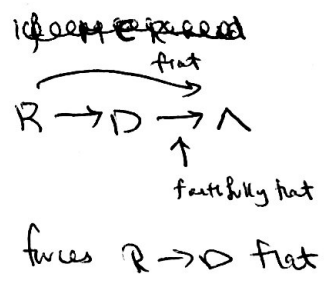 flat
R → D → Λ
↑
faithfully flat
forces R → D flat